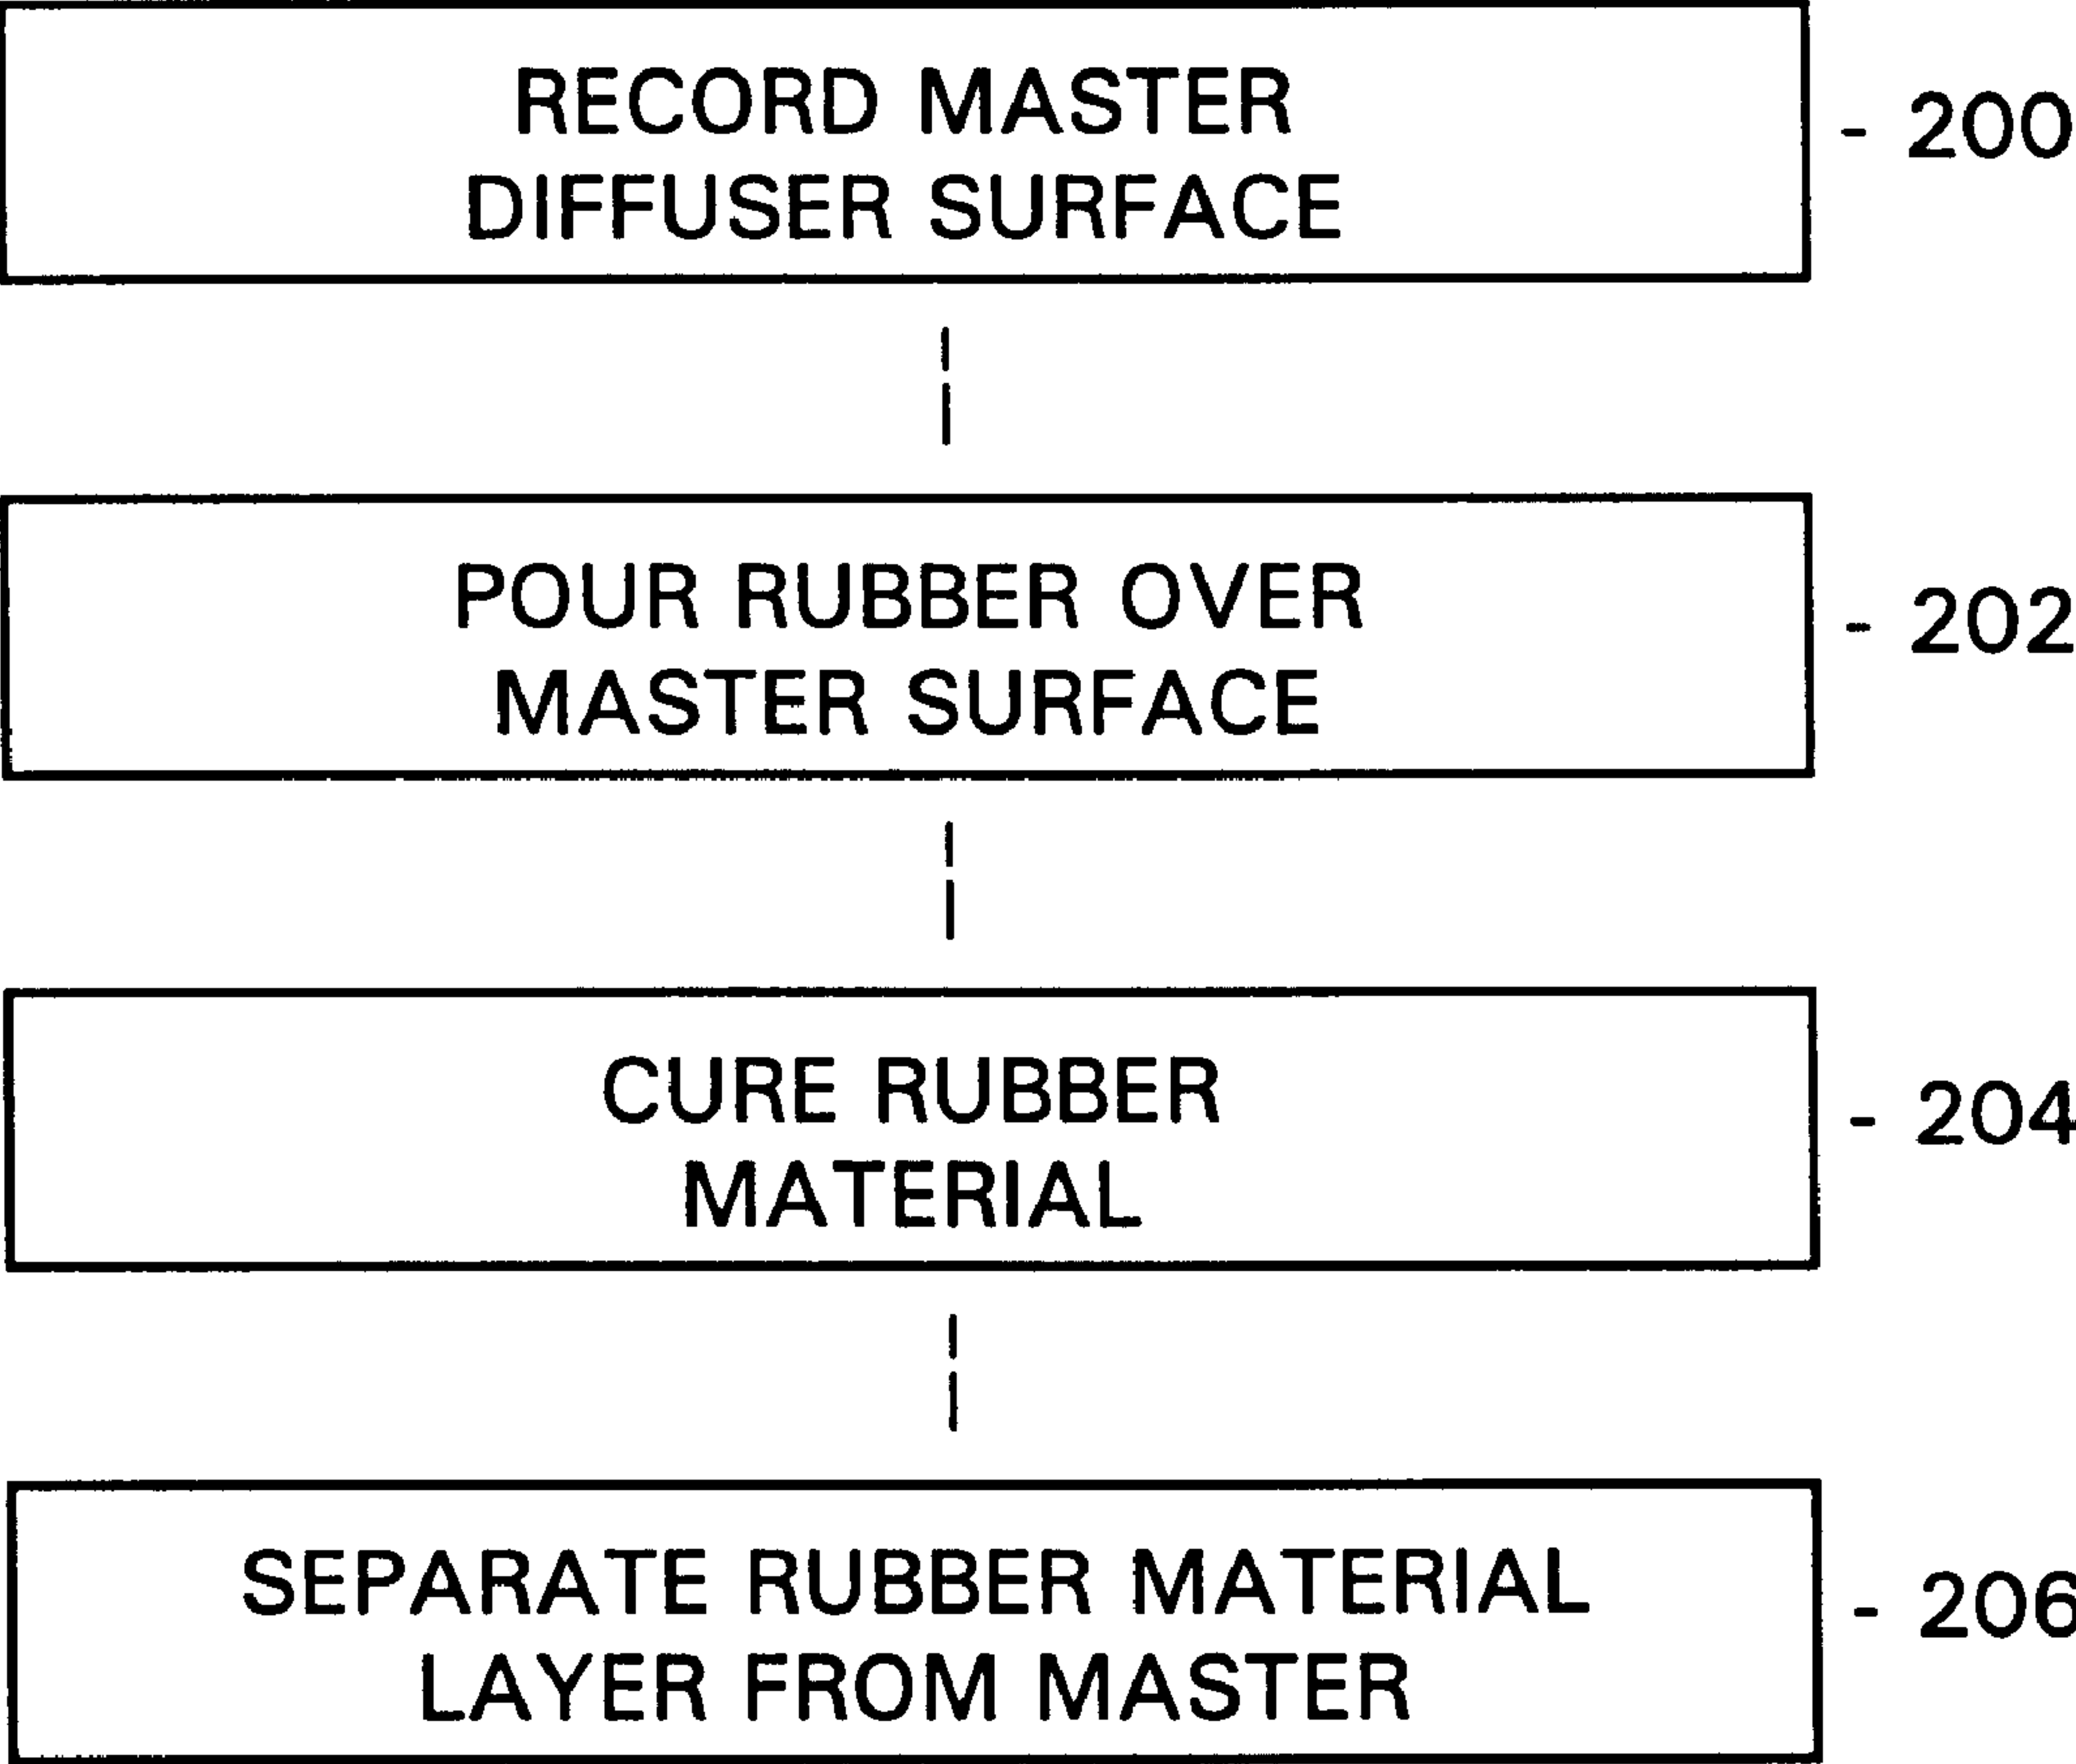 RECORD MASTER
DIFFUSER SURFACE
- 200
POUR RUBBER OVER
MASTER SURFACE
- 202
CURE RUBBER
MATERIAL
- 204
SEPARATE RUBBER MATERIAL
LAYER FROM MASTER
- 206